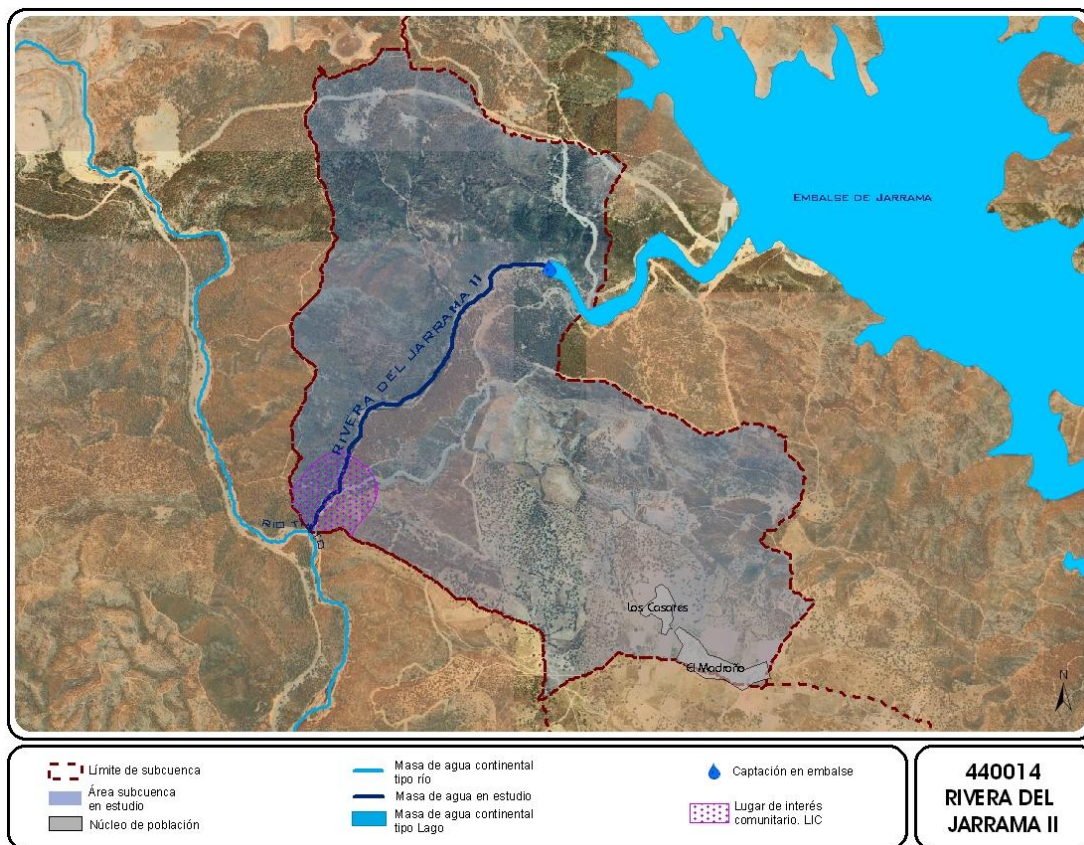 EMBALSE DE JARRAMA
RIVERA DEL JARRAMA II
RIO TINTO
Los Casares
El Madroño
N
Límite de subcuenca
Área subcuenca
en estudio
Núcleo de población
Masa de agua continental
tipo río
Masa de agua en estudio
Masa de agua continental
tipo Lago
Captación en embalse
Lugar de interés
comunitario. LIC
440014
RIVERA DEL
JARRAMA II